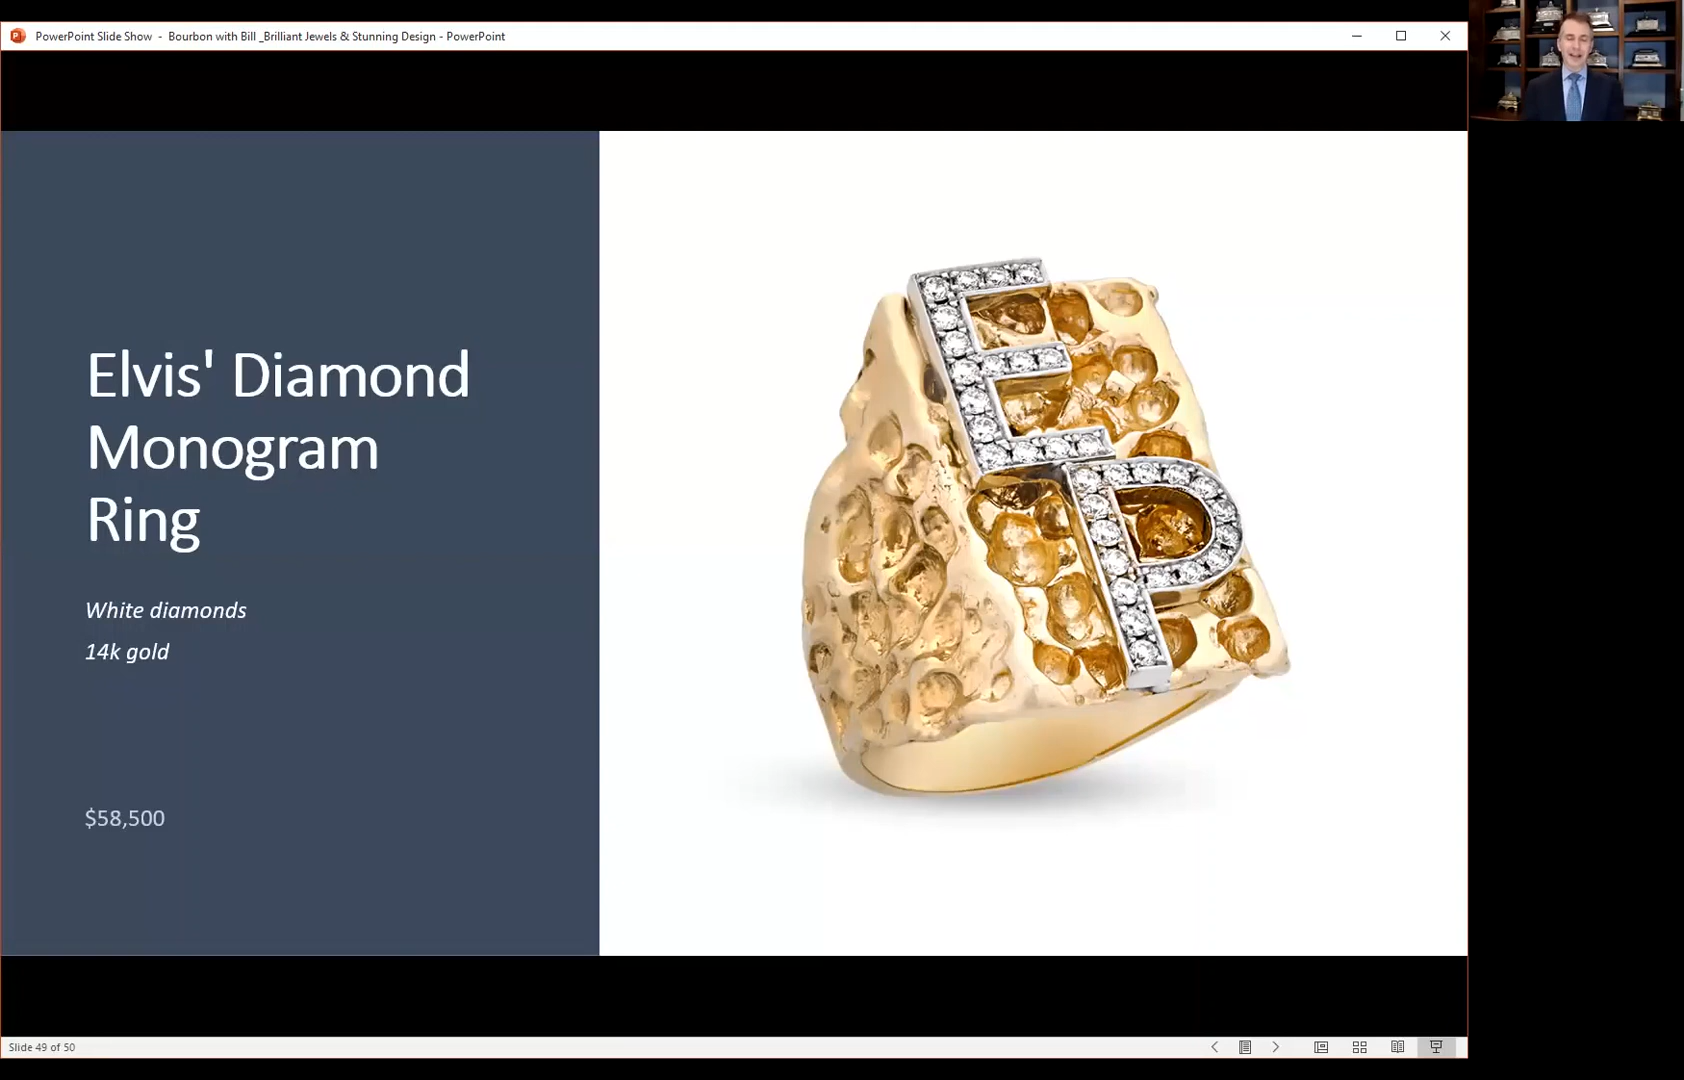 PowerPoint Slide Show - Bourbon with Bill _Brilliant Jewels & Stunning Design - PowerPoint
Elvis' Diamond
Monogram
Ring
White diamonds
14k gold
$58,500
EP
Slide 49 of 50